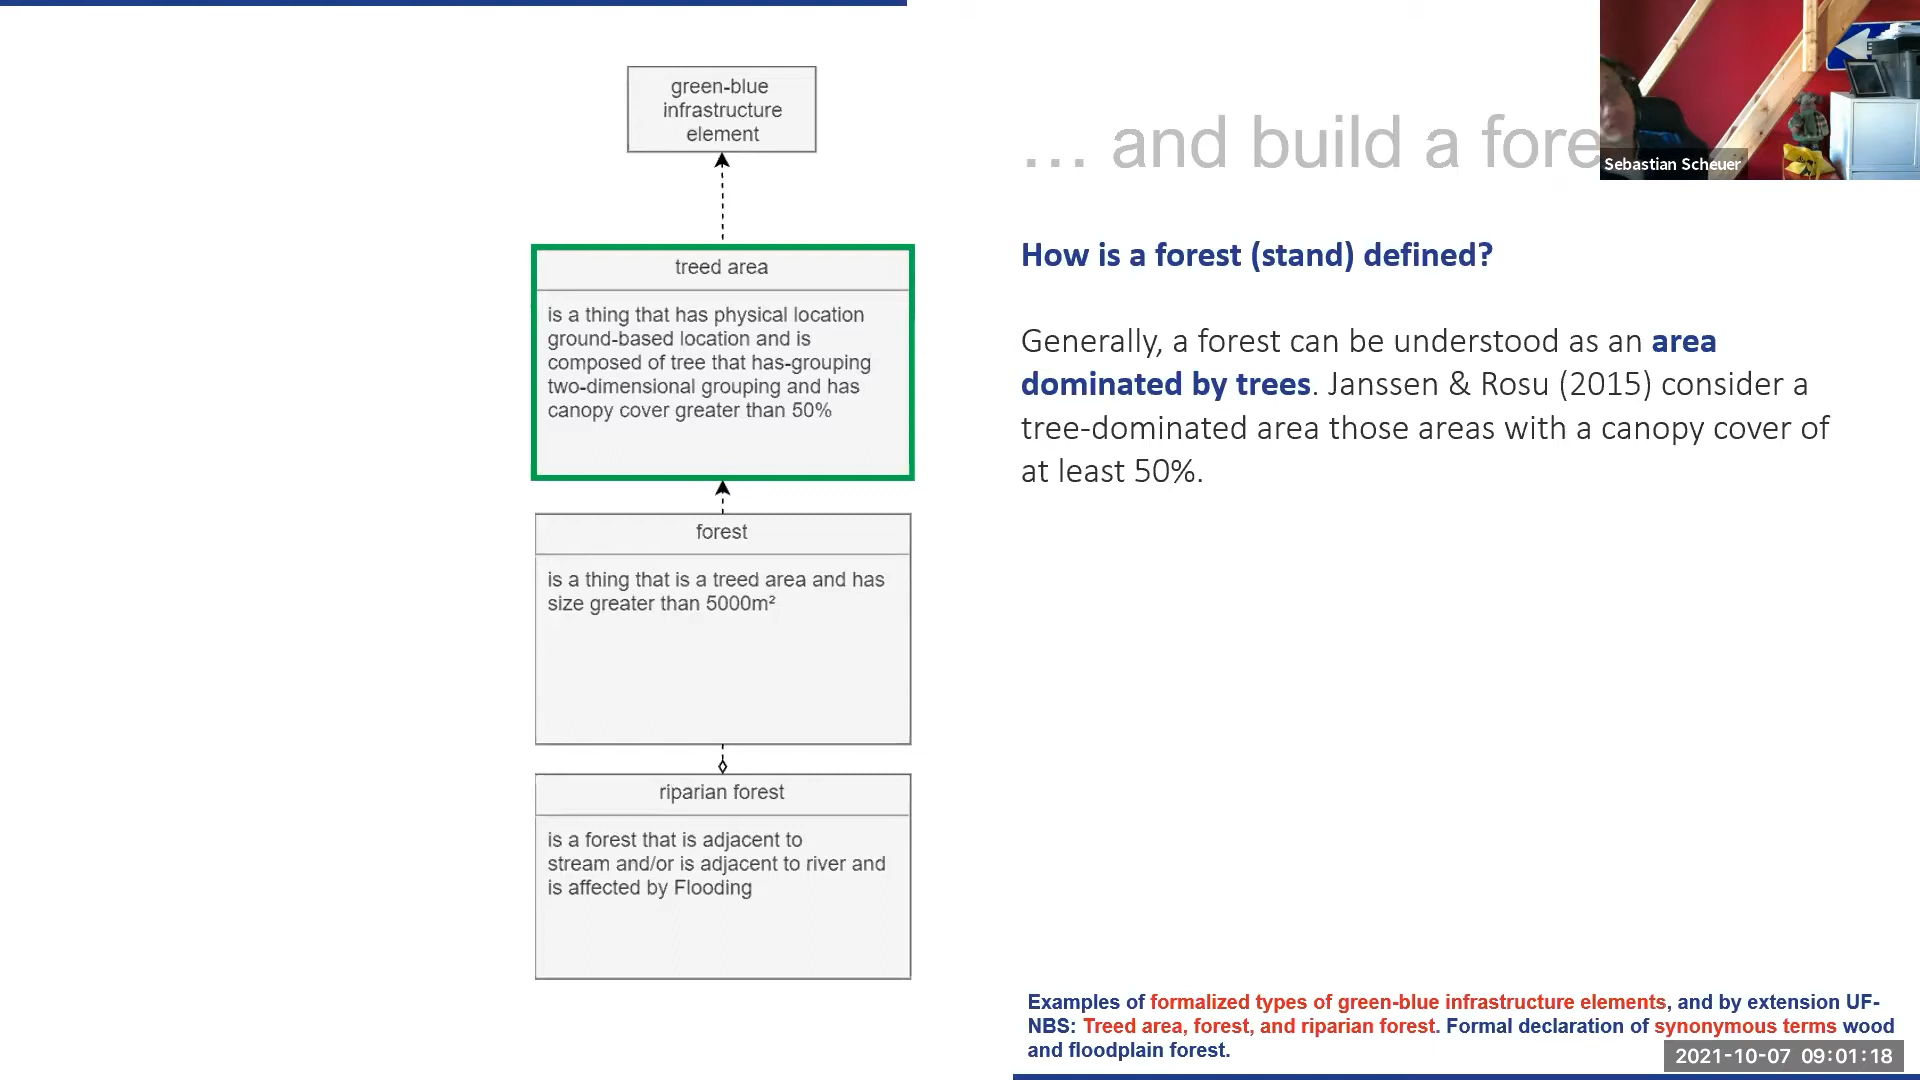 green-blue
infrastructure
element
treed area
is a thing that has physical location
ground-based location and is
composed of tree that has-grouping
two-dimensional grouping and has
canopy cover greater than 50%
forest
is a thing that is a treed area and has
size greater than 5000m²
riparian forest
is a forest that is adjacent to
stream and/or is adjacent to river and
is affected by Flooding
… and build a fore
Sebastian Scheuer
How is a forest (stand) defined?
Generally, a forest can be understood as an area
dominated by trees. Janssen & Rosu (2015) consider a
tree-dominated area those areas with a canopy cover of
at least 50%.
Examples of formalized types of green-blue infrastructure elements, and by extension UF-
NBS: Treed area, forest, and riparian forest. Formal declaration of synonymous terms wood
and floodplain forest.
2021-10-07 09:01:18